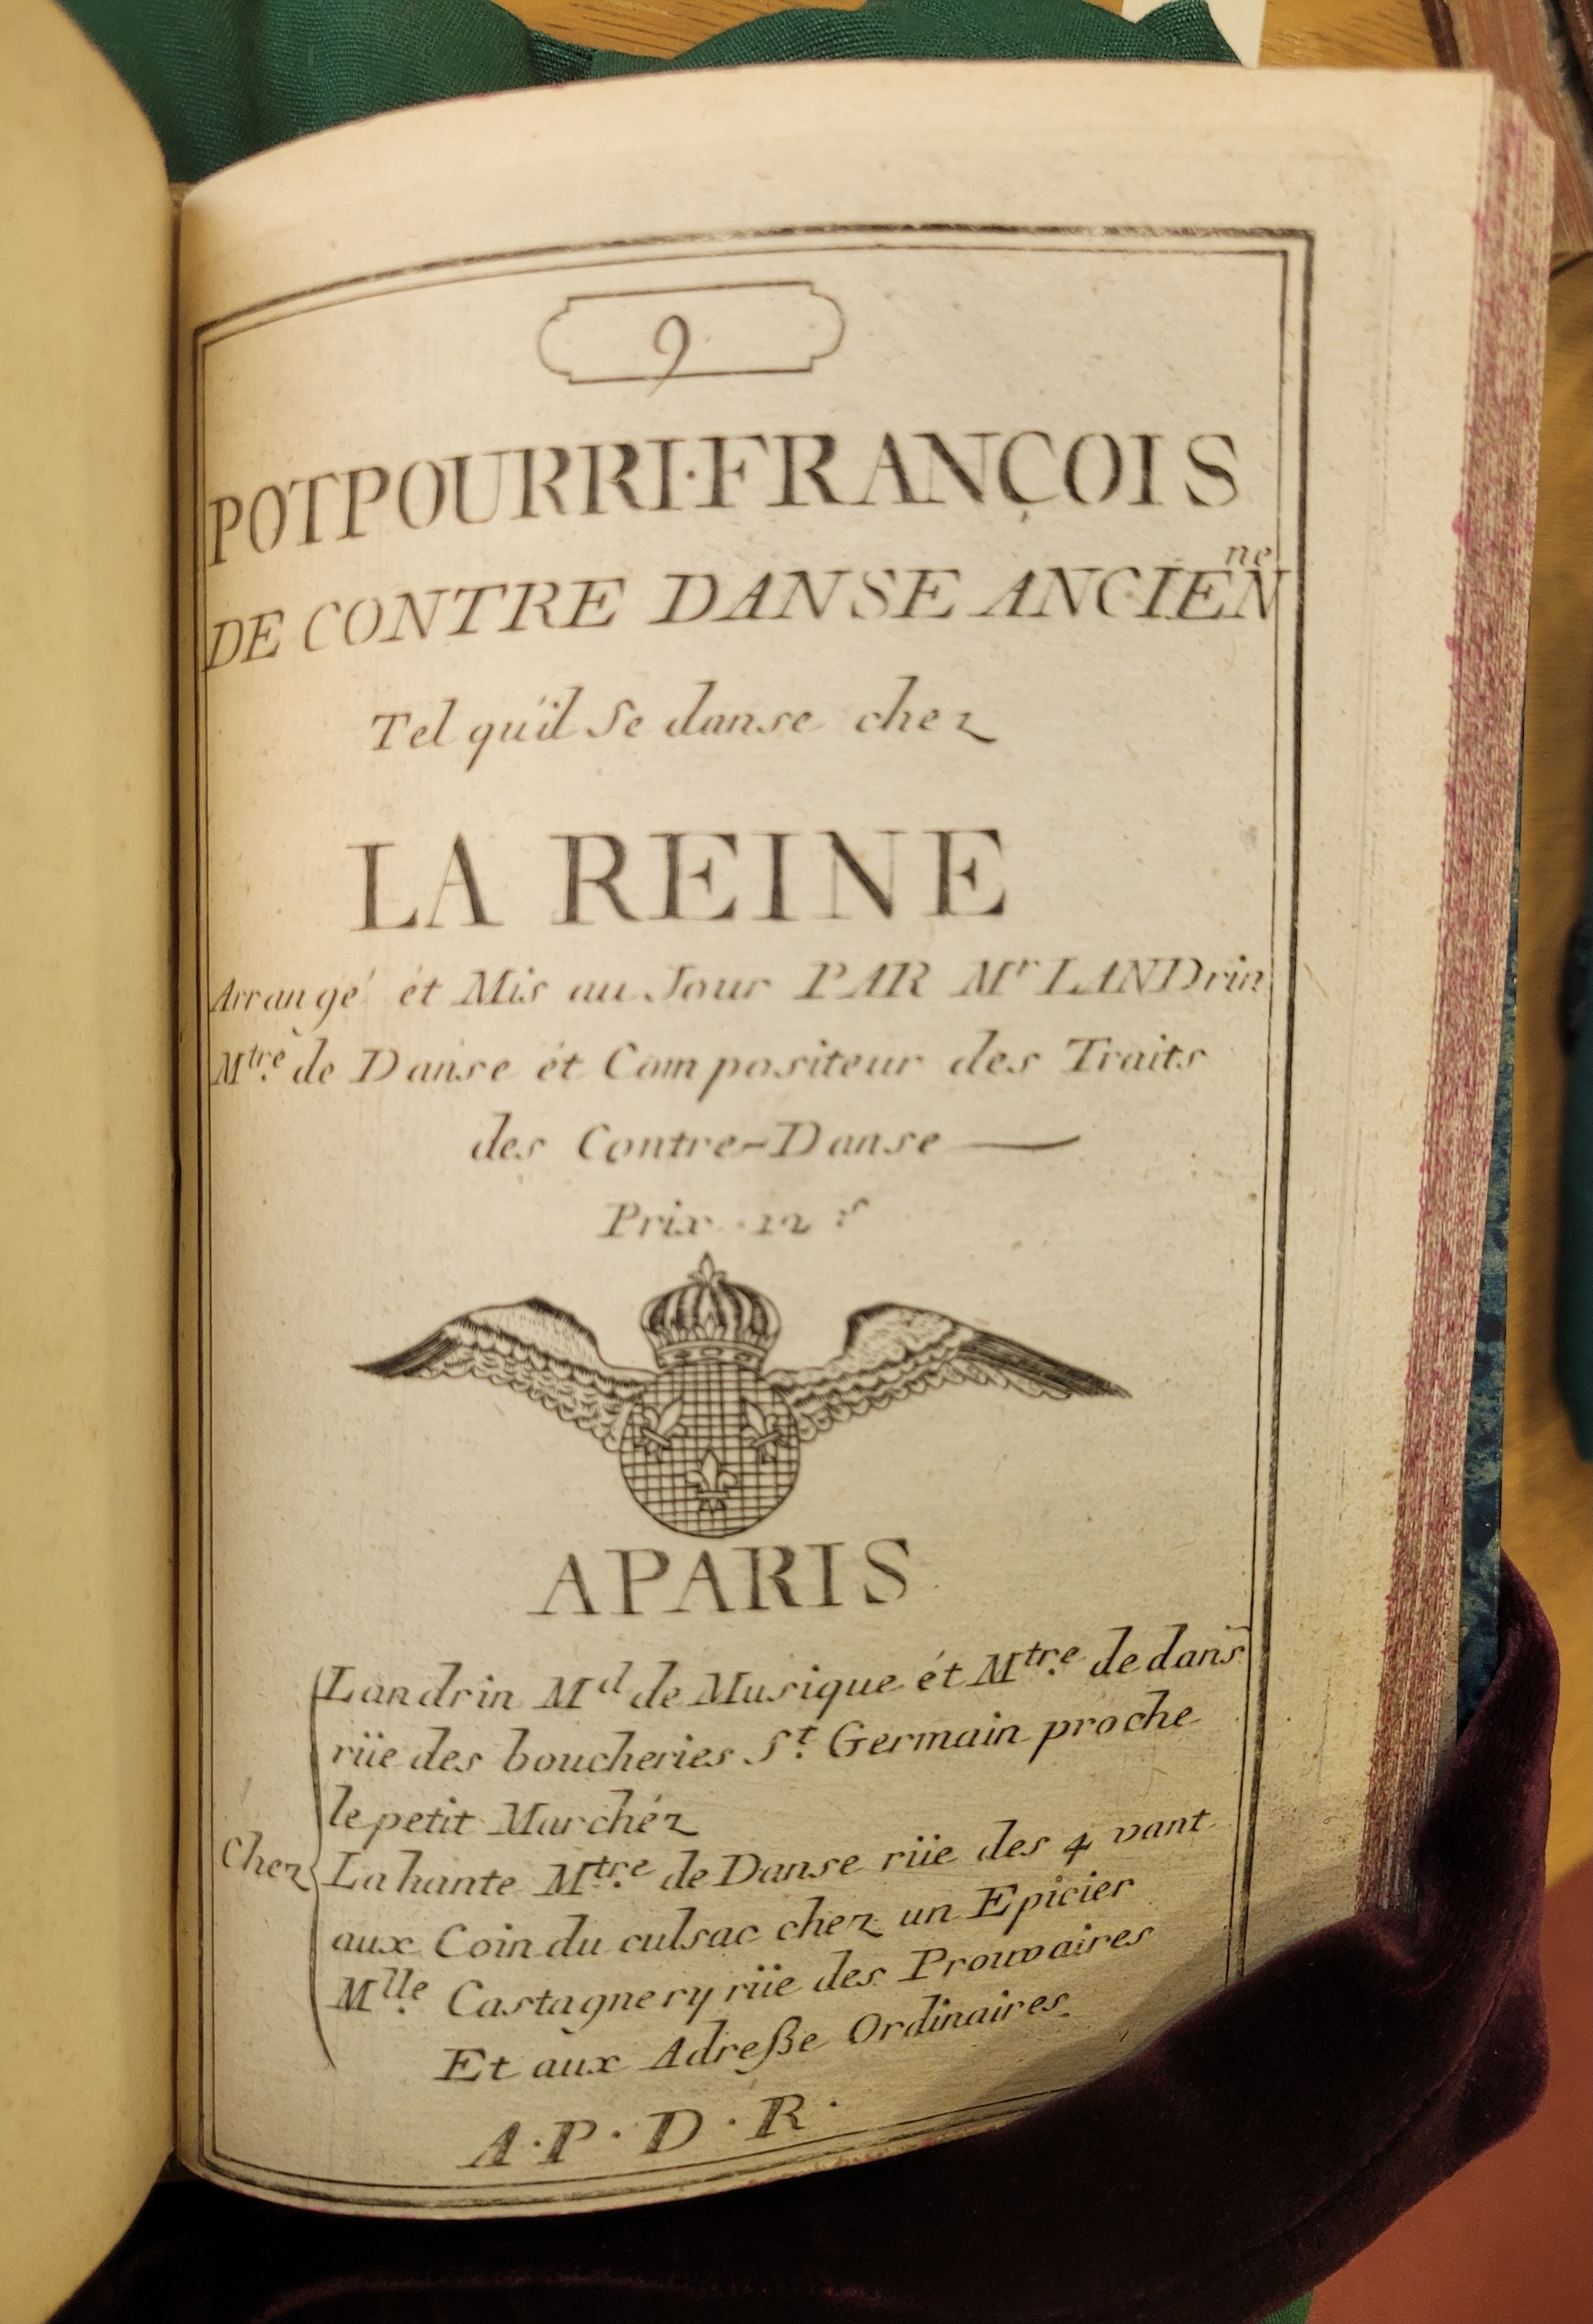 9
POTPOURRI·FRANÇOIS
DE CONTRE DANSE ANCIENne
Tel qu'il Se danse chez
LA REINE
Arrangé ét Mis au Jour PAR Mr LANDrin
Mtre de Danse ét Compositeur des Traits
des Contre-Danse —
Prix 12 s
APARIS
Landrin Md de Musique ét Mtre de dans
rüe des boucheries St Germain proche
le petit Marchéz
Chez
Lahante Mtre de Danse rüe des 4 vant
aux Coin du culsac chez un Epicier
Mlle Castagnery rüe des Prouvaires
Et aux Adreſse Ordinaires.
A·P·D·R·